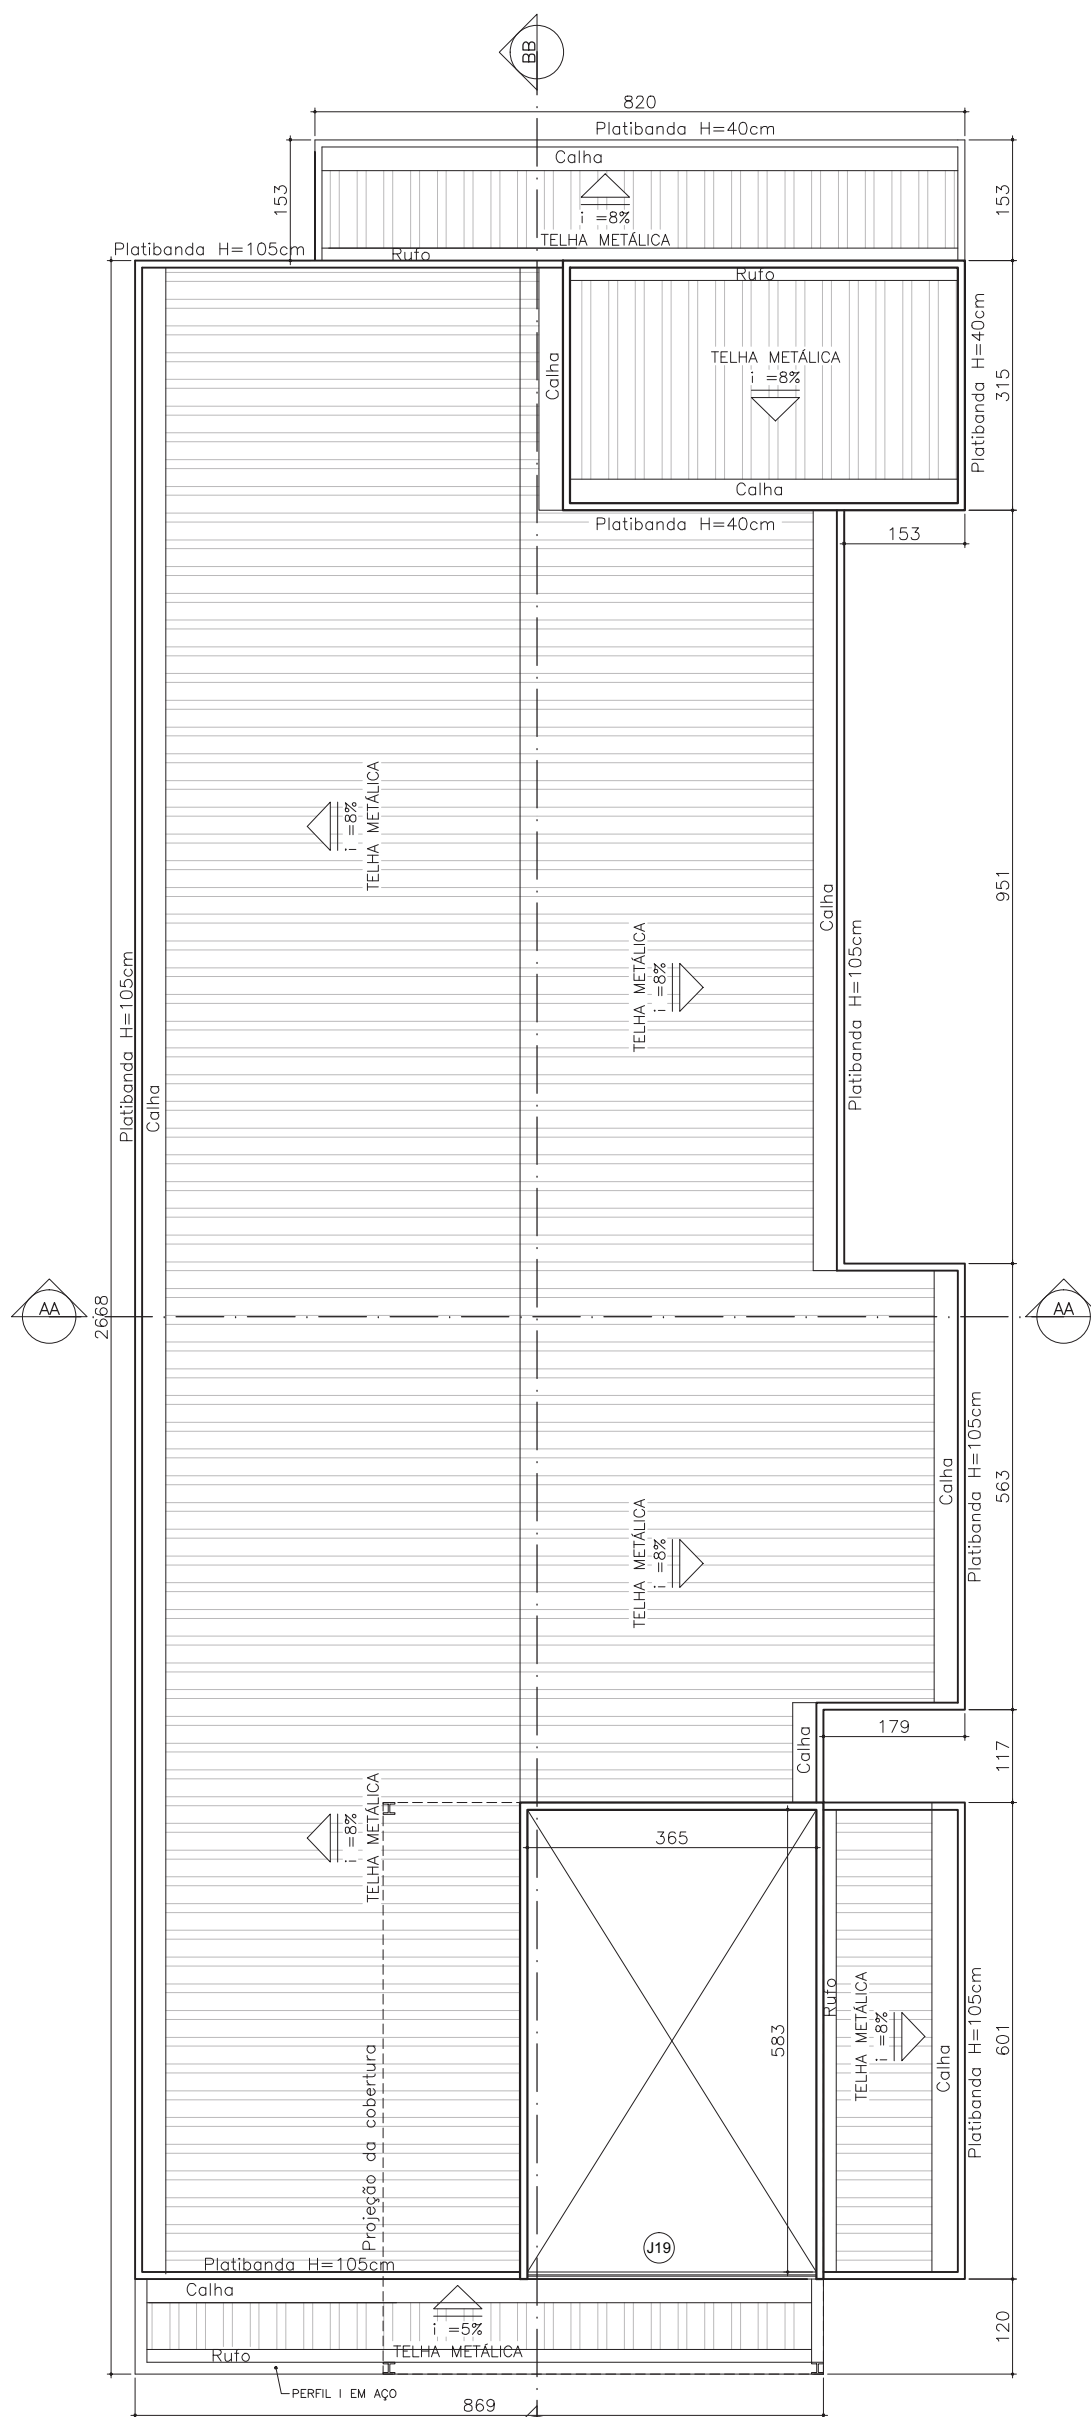 BB
820
Platibanda H=40cm
Calha
153
153
i =8%
TELHA METÁLICA
Platibanda H=105cm
Rufo
Rufo
Platibanda H=40cm
315
Calha
TELHA METÁLICA
i =8%
Calha
Platibanda H=40cm
153
TELHA METÁLICA
i =8%
951
Calha
Platibanda H=105cm
TELHA METÁLICA
i =8%
Platibanda H=105cm
Calha
AA
2668
AA
Platibanda H=105cm
563
Calha
TELHA METÁLICA
i =8%
179
117
Calha
TELHA METÁLICA
i =8%
365
583
Rufo
TELHA METÁLICA
i =8%
Calha
Platibanda H=105cm
601
Projeção da cobertura
J19
Platibanda H=105cm
Calha
i =5%
TELHA METÁLICA
Rufo
120
PERFIL I EM AÇO
869